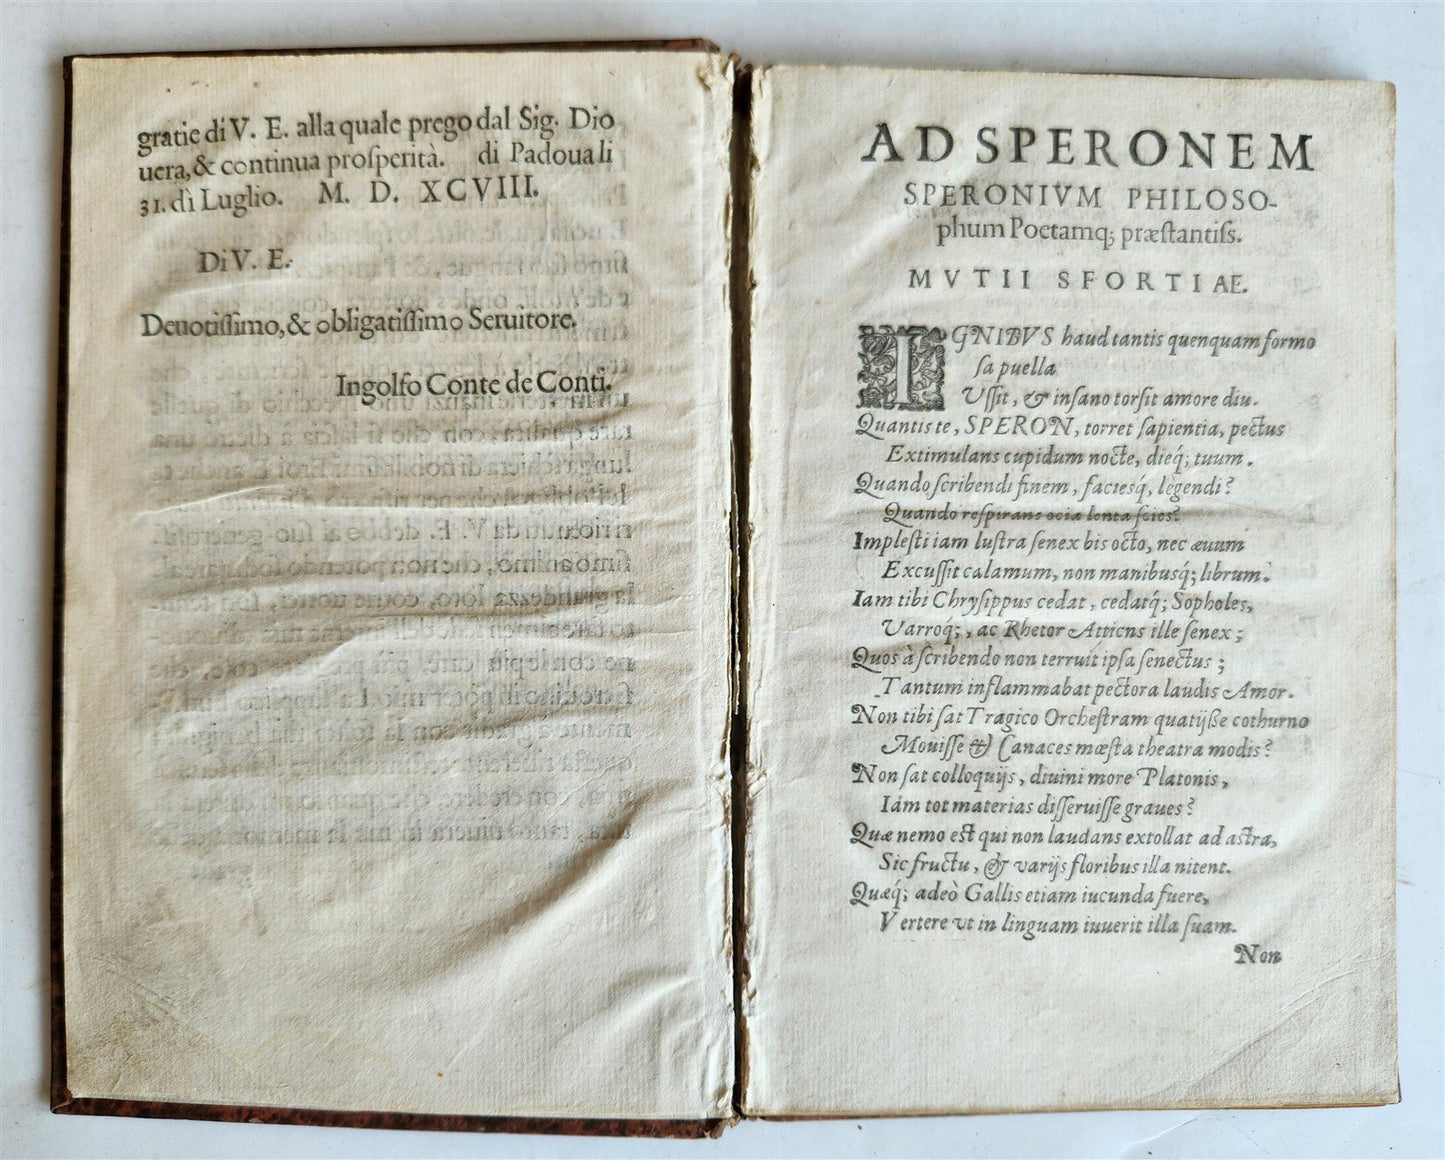 gratie di V. E. alla quale prego dal Sig. Dio
uera, & continua proſperità. di Padoua li
31. di Luglio. M. D. XCVIII.
Di V. E.
Deuotiſſimo, & obligatiſſimo Seruitore.
Ingolfo Conte de Conti.
AD SPERONEM
SPERONIVM PHILOSO-
phum Poetamq; præſtantiſs.
MVTII SFORTIAE.
IGNIBVS haud tantis quenquam formo
ſa puella
Vſſit, & inſano torſit amore diu.
Quantis te, SPERON, torret ſapientia, pectus
Extimulans cupidum nocte, dieq́; tuum.
Quando ſcribendi finem, facieſq́, legendi?
Quando reſpirans ocia lenta ſcies?
Impleſti iam luſtra ſenex bis octo, nec æuum
Excuſſit calamum, non manibusq́; librum.
Iam tibi Chryſippus cedat, cedatq́; Sopholes,
Varroq́;, ac Rhetor Atticns ille ſenex;
Quos à ſcribendo non terruit ipſa ſenectus;
Tantum inflammabat pectora laudis Amor.
Non tibi ſat Tragico Orcheſtram quatijße cothurno
Mouiſſe & Canaces mæſta theatra modis?
Non ſat colloquijs, diuini more Platonis,
Iám tot materias diſſeruiſſe graues?
Quæ nemo est qui non laudans extollat ad astra,
Sic fructu, & varijs floribus illa nitent.
Quæq́; adeò Gallis etiam iucunda fuere,
Vertere vt in linguam iuuerit illa ſuam.
Non